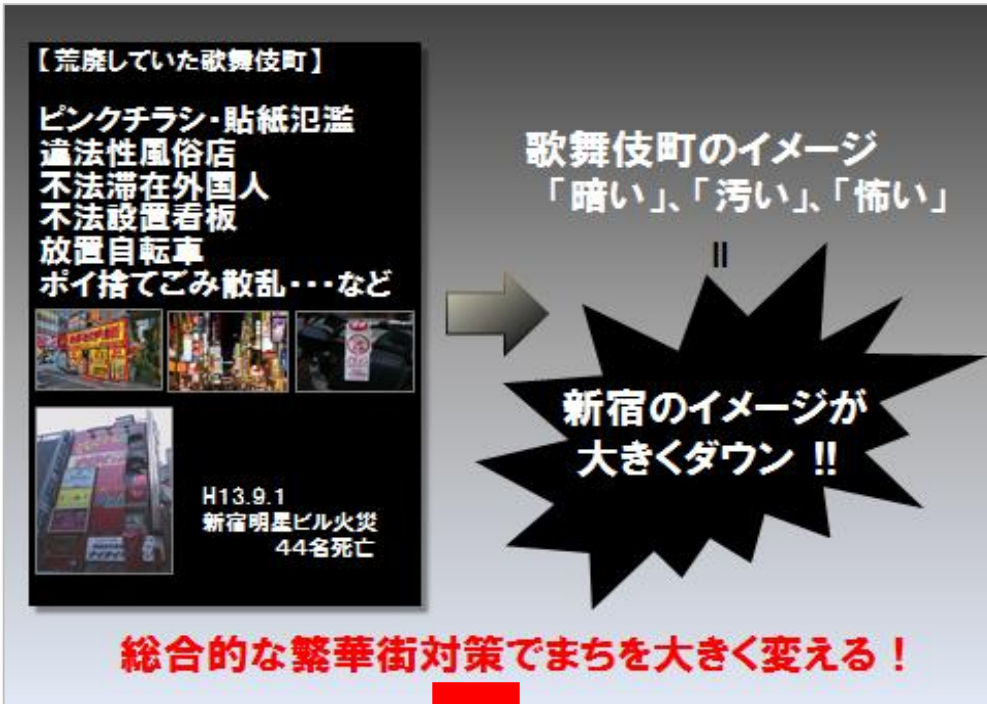 【荒廃していた歌舞伎町】
ピンクチラシ・貼紙氾濫
違法性風俗店
不法滞在外国人
不法設置看板
放置自転車
ポイ捨てごみ散乱・・・など
H13.9.1
新宿明星ビル火災
44名死亡
歌舞伎町のイメージ
「暗い」、「汚い」、「怖い」
=
新宿のイメージが
大きくダウン !!
総合的な繁華街対策でまちを大きく変える！